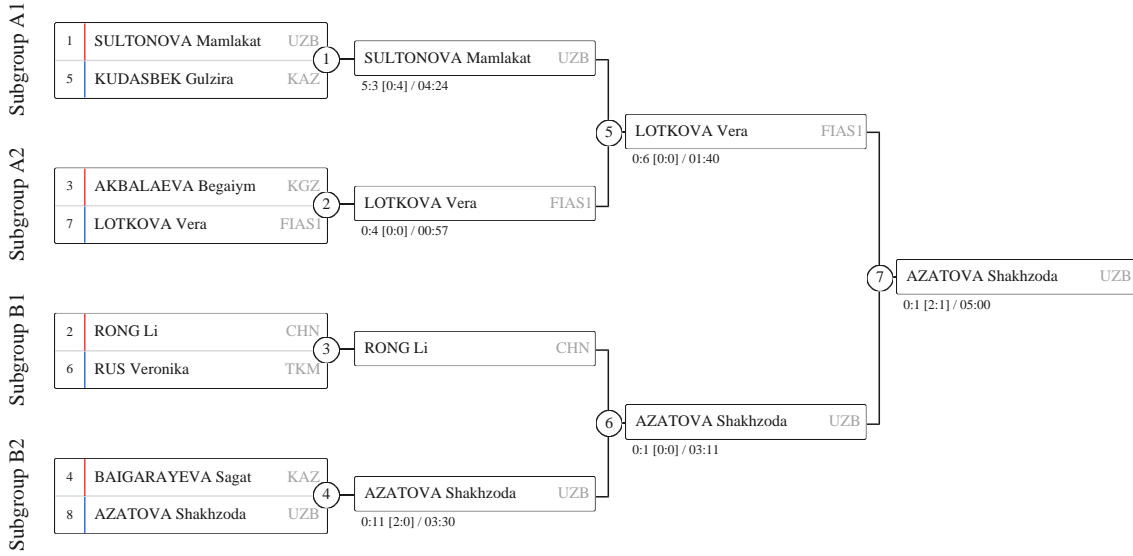 Subgroup A1
1 SULTONOVA Mamlakat UZB
5 KUDASBEK Gulzira KAZ
1
SULTONOVA Mamlakat UZB
5:3 [0:4] / 04:24
Subgroup A2
3 AKBALAEVA Begaiym KGZ
7 LOTKOVA Vera FIAS1
2
LOTKOVA Vera FIAS1
0:4 [0:0] / 00:57
5
LOTKOVA Vera FIAS1
0:6 [0:0] / 01:40
Subgroup B1
2 RONG Li CHN
6 RUS Veronika TKM
3
RONG Li CHN
Subgroup B2
4 BAIGARAYEVA Sagat KAZ
8 AZATOVA Shakhzoda UZB
4
AZATOVA Shakhzoda UZB
0:11 [2:0] / 03:30
6
AZATOVA Shakhzoda UZB
0:1 [0:0] / 03:11
7
AZATOVA Shakhzoda UZB
0:1 [2:1] / 05:00